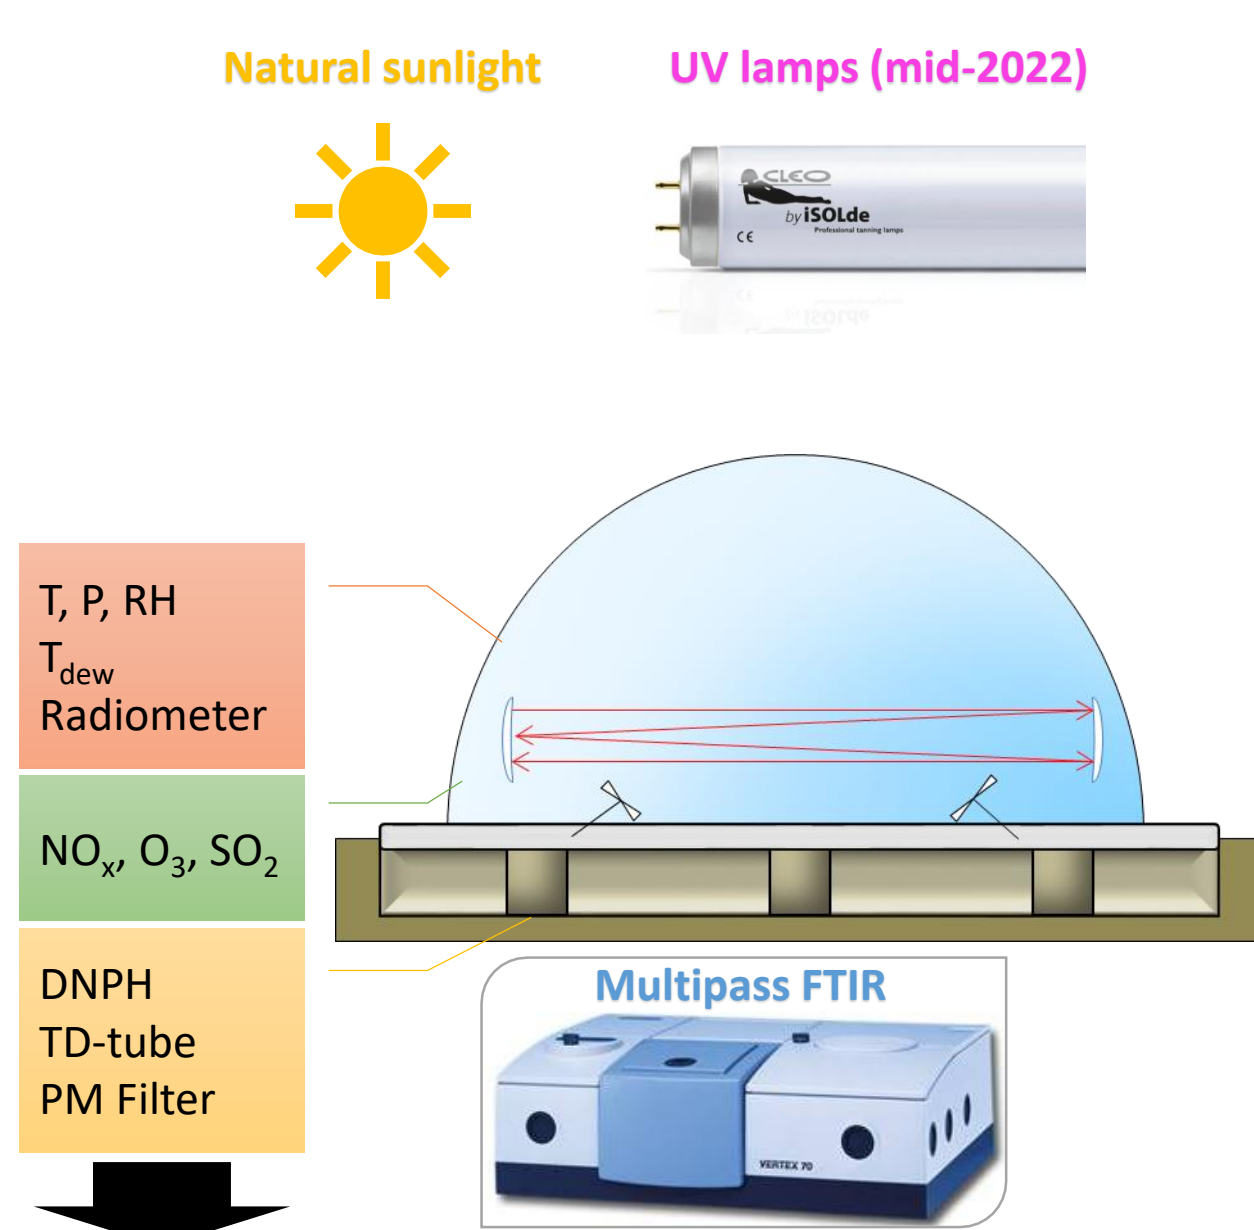 Natural sunlight
UV lamps (mid-2022)
CLEO
by iSOLde
Professional tanning lamps
CE
T, P, RH
Tdew
Radiometer
NOx, O3, SO2
DNPH
TD-tube
PM Filter
Multipass FTIR
VERTEX 70